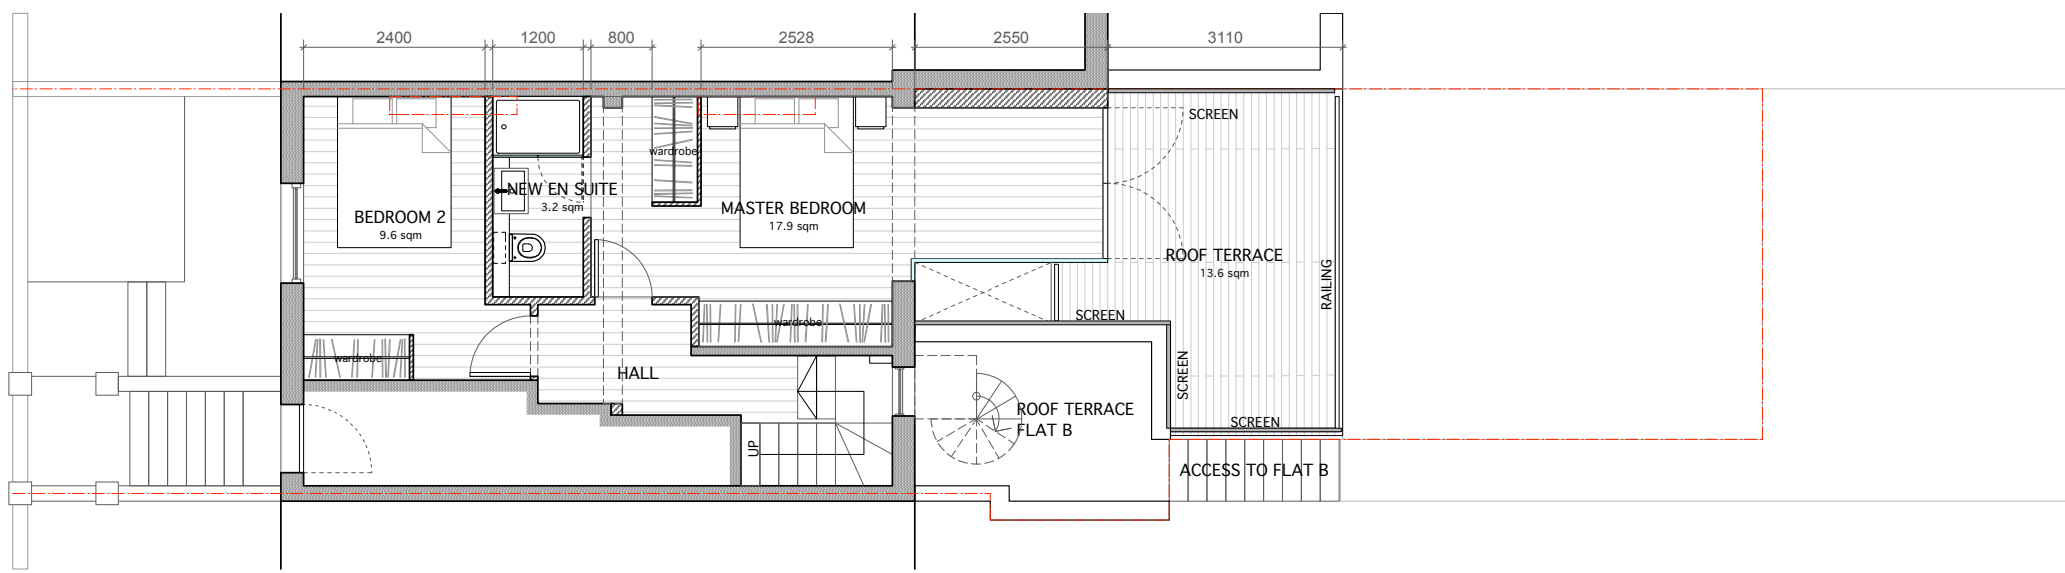 2400
1200
800
2528
2550
3110
SCREEN
wardrobe
NEW EN SUITE
3.2 sqm
BEDROOM 2
9.6 sqm
MASTER BEDROOM
17.9 sqm
ROOF TERRACE
13.6 sqm
RAILING
SCREEN
wardrobe
wardrobe
HALL
SCREEN
ROOF TERRACE
FLAT B
SCREEN
UP
ACCESS TO FLAT B